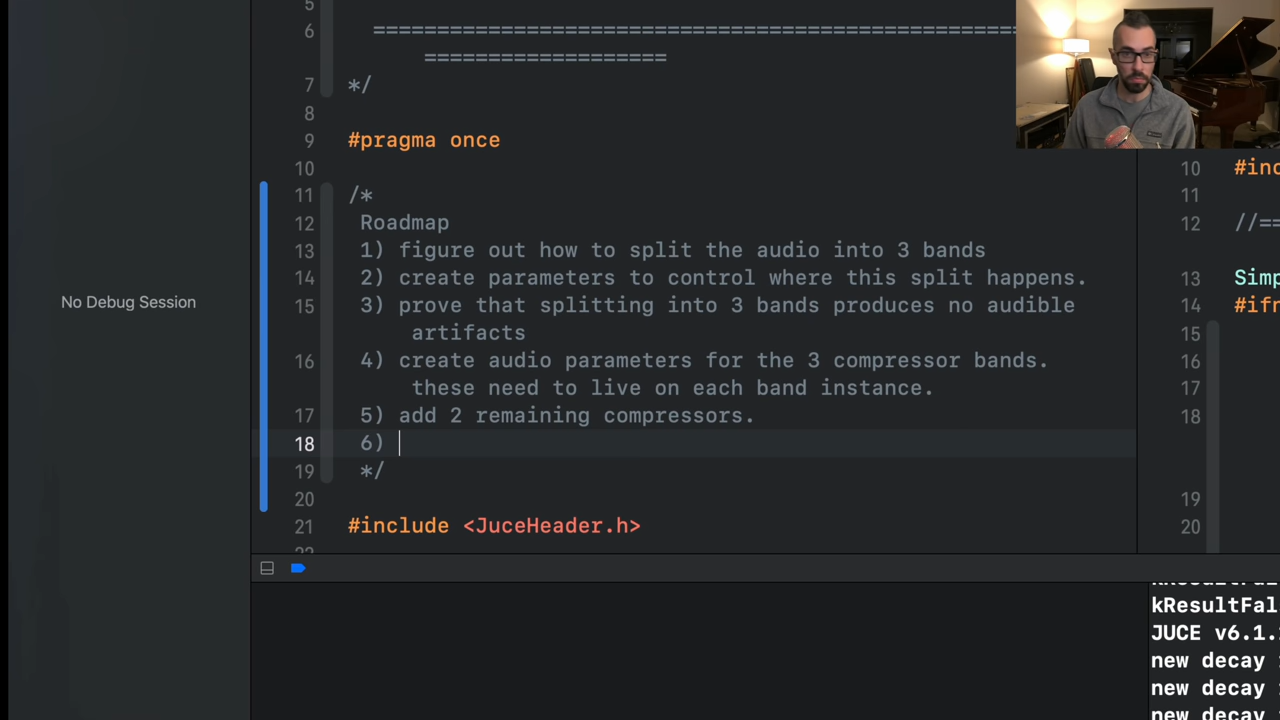 5
6 =====================================================
===================
7 */
8
9 #pragma once
10
11 /*
12 Roadmap
13 1) figure out how to split the audio into 3 bands
14 2) create parameters to control where this split happens.
15 3) prove that splitting into 3 bands produces no audible
artifacts
16 4) create audio parameters for the 3 compressor bands.
these need to live on each band instance.
17 5) add 2 remaining compressors.
18 6)
19 */
20
21 #include <JuceHeader.h>
No Debug Session
10 #inc
11
12 //==
13 Simp
14 #ifn
15
16
17
18
19
20
kResultFal
JUCE v6.1.
new decay
new decay
new decay